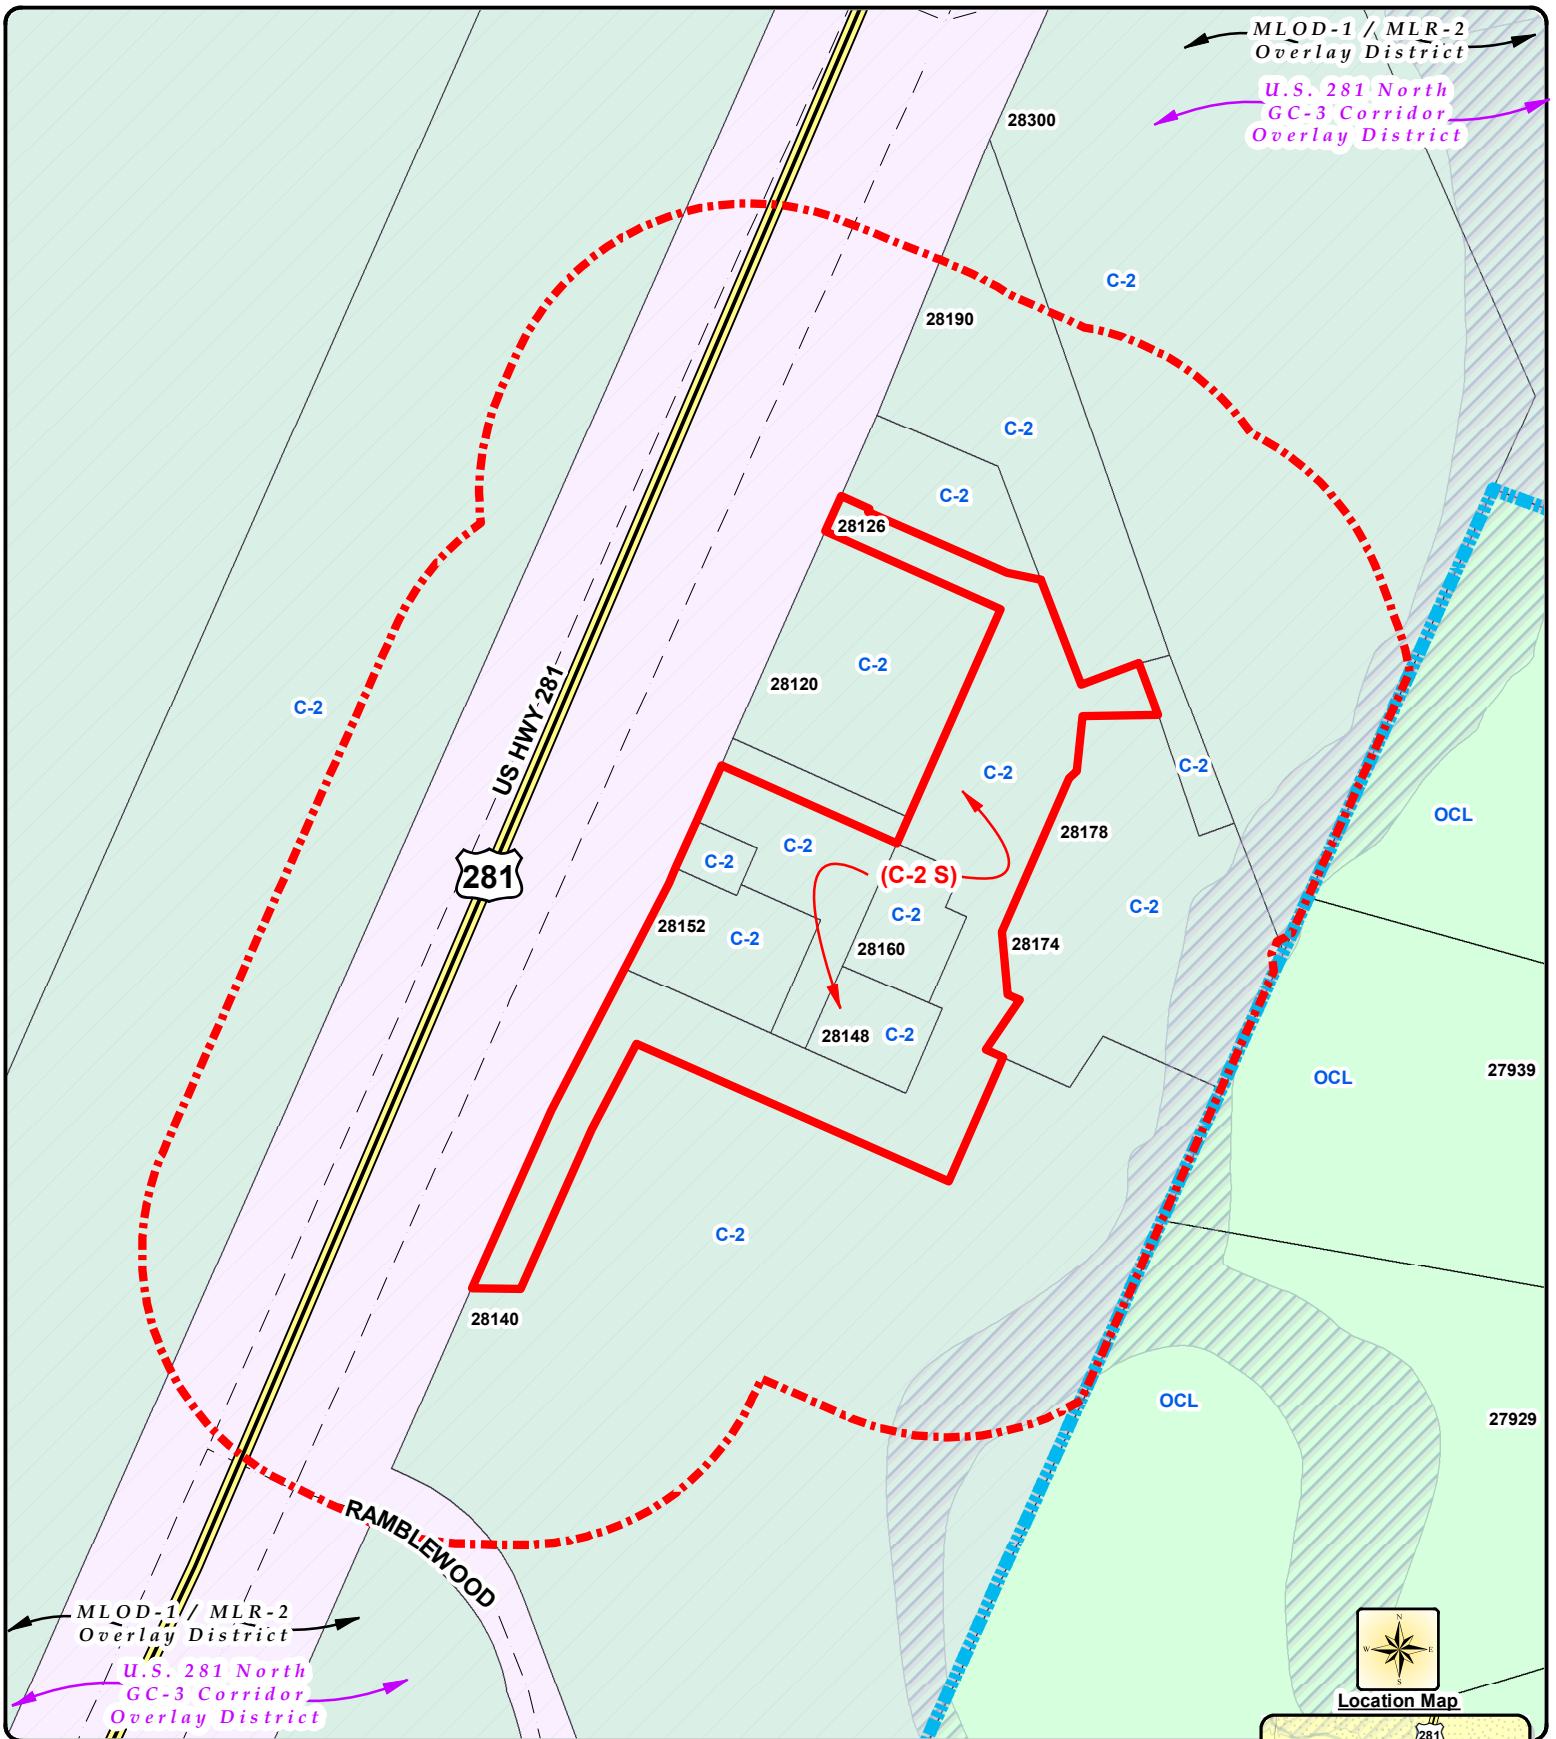 MLOD-1 / MLR-2
Overlay District
U.S. 281 North
GC-3 Corridor
Overlay District
28300
C-2
28190
C-2
C-2
28126
C-2
28120
C-2
C-2
US HWY 281
C-2
OCL
28178
C-2
C-2
281
(C-2 S)
C-2
C-2
28152
C-2
28174
28160
28148
C-2
OCL
27939
C-2
28140
OCL
27929
RAMBLEWOOD
MLOD-1 / MLR-2
Overlay District
U.S. 281 North
GC-3 Corridor
Overlay District
N
W
E
S
Location Map
281